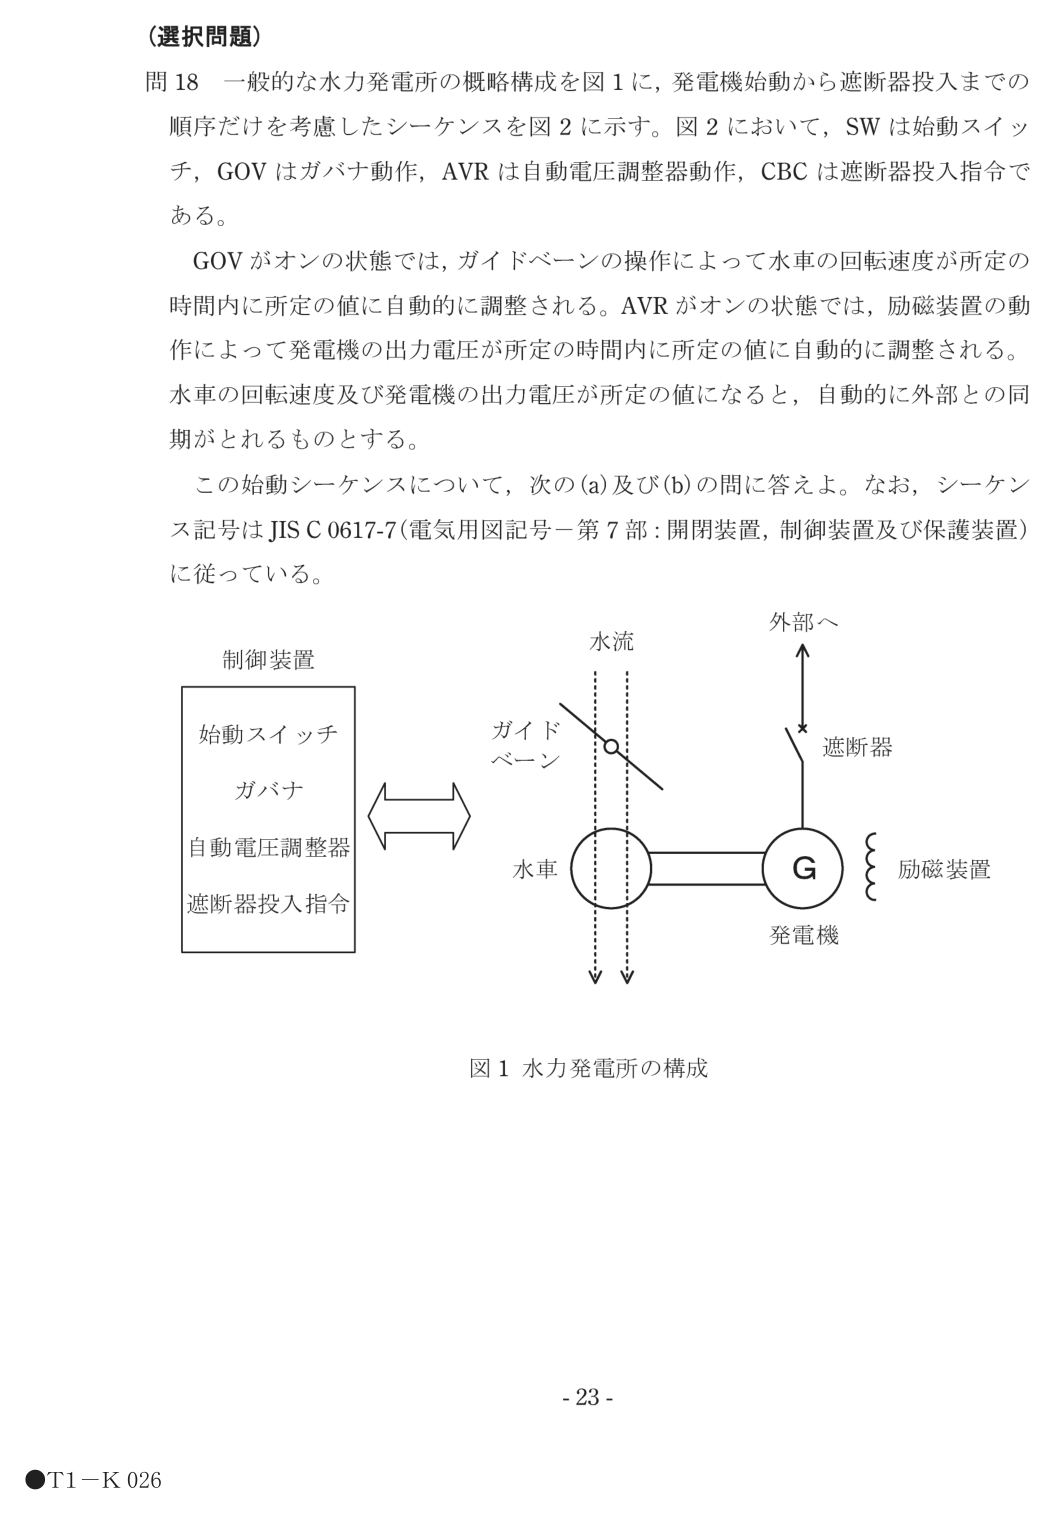 (選択問題)
問 18　一般的な水力発電所の概略構成を図 1 に, 発電機始動から遮断器投入までの
順序だけを考慮したシーケンスを図 2 に示す。図 2 において，SW は始動スイッ
チ，GOV はガバナ動作，AVR は自動電圧調整器動作，CBC は遮断器投入指令で
ある。
GOV がオンの状態では, ガイドベーンの操作によって水車の回転速度が所定の
時間内に所定の値に自動的に調整される。AVR がオンの状態では，励磁装置の動
作によって発電機の出力電圧が所定の時間内に所定の値に自動的に調整される。
水車の回転速度及び発電機の出力電圧が所定の値になると，自動的に外部との同
期がとれるものとする。
この始動シーケンスについて，次の(a)及び(b)の問に答えよ。なお，シーケン
ス記号は JIS C 0617-7(電気用図記号－第 7 部 : 開閉装置, 制御装置及び保護装置)
に従っている。
外部へ
水流
制御装置
始動スイッチ
ガバナ
自動電圧調整器
遮断器投入指令
ガイド
ベーン
遮断器
水車
G
励磁装置
発電機
図 1 水力発電所の構成
- 23 -
●T1－K 026